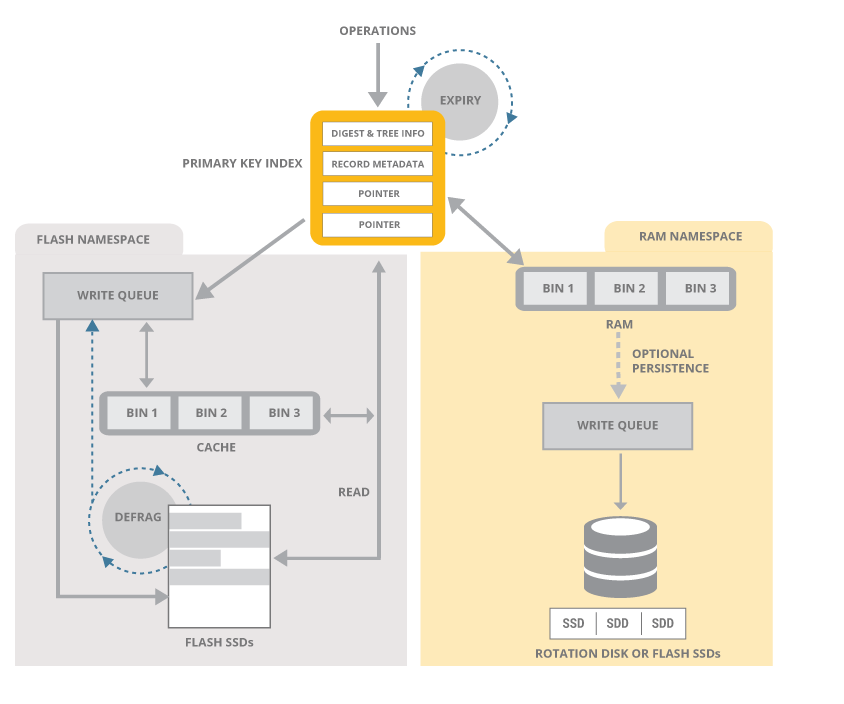 OPERATIONS
EXPIRY
DIGEST & TREE INFO
PRIMARY KEY INDEX
RECORD METADATA
POINTER
POINTER
FLASH NAMESPACE
WRITE QUEUE
BIN 1
BIN 2
BIN 3
CACHE
READ
DEFRAG
FLASH SSDs
RAM NAMESPACE
BIN 1
BIN 2
BIN 3
RAM
OPTIONAL
PERSISTENCE
WRITE QUEUE
SSD
SDD
SDD
ROTATION DISK OR FLASH SSDs